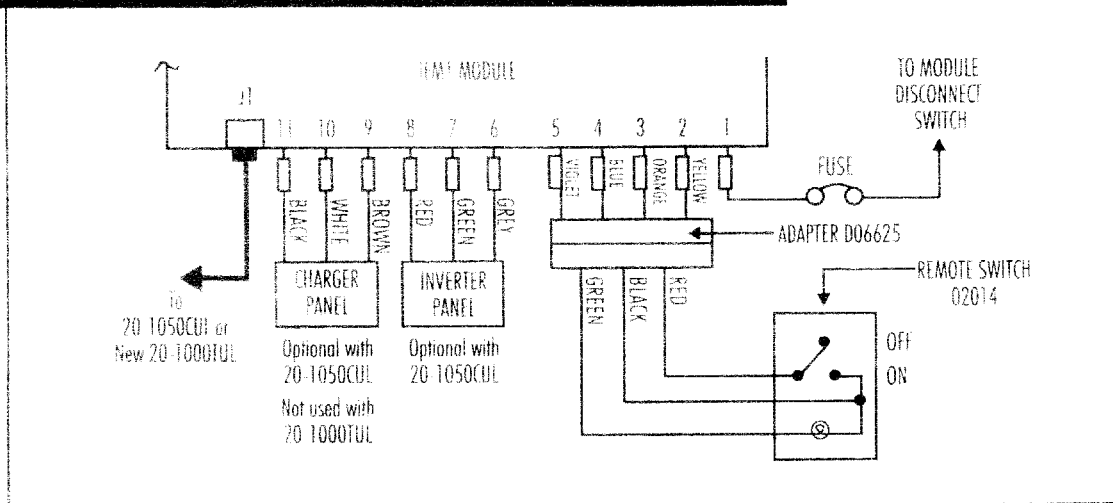 MODULE
TO MODULE
DISCONNECT
SWITCH
J1
11 10 9 8 7 6 5 4 3 2 1
FUSE
BLACK
WHITE
BROWN
RED
GREEN
GREY
VIOLET
BLUE
ORANGE
YELLOW
ADAPTER D06625
CHARGER
PANEL
INVERTER
PANEL
GREEN
BLACK
RED
REMOTE SWITCH
02014
To
20-1050CUL or
New 20-1000TUL
Optional with
20-1050CUL
Not used with
20-1000TUL
Optional with
20-1050CUL
OFF
ON